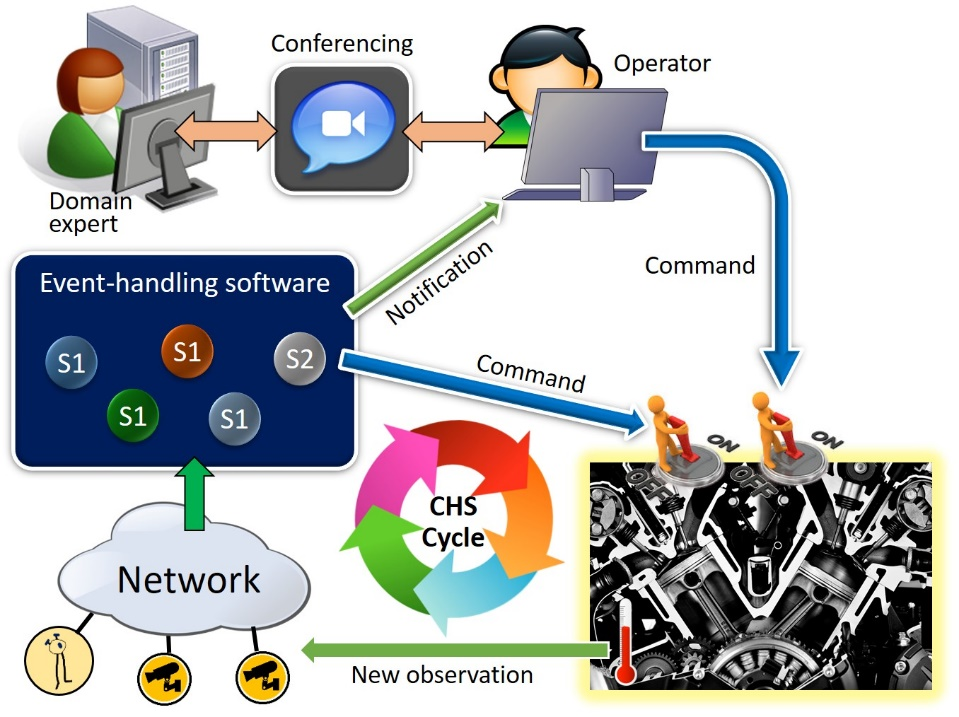 Conferencing
Operator
Domain
expert
Event-handling software
Notification
Command
S1
S1
S2
S1
S1
Command
ON
ON
OFF
OFF
CHS
Cycle
Network
New observation